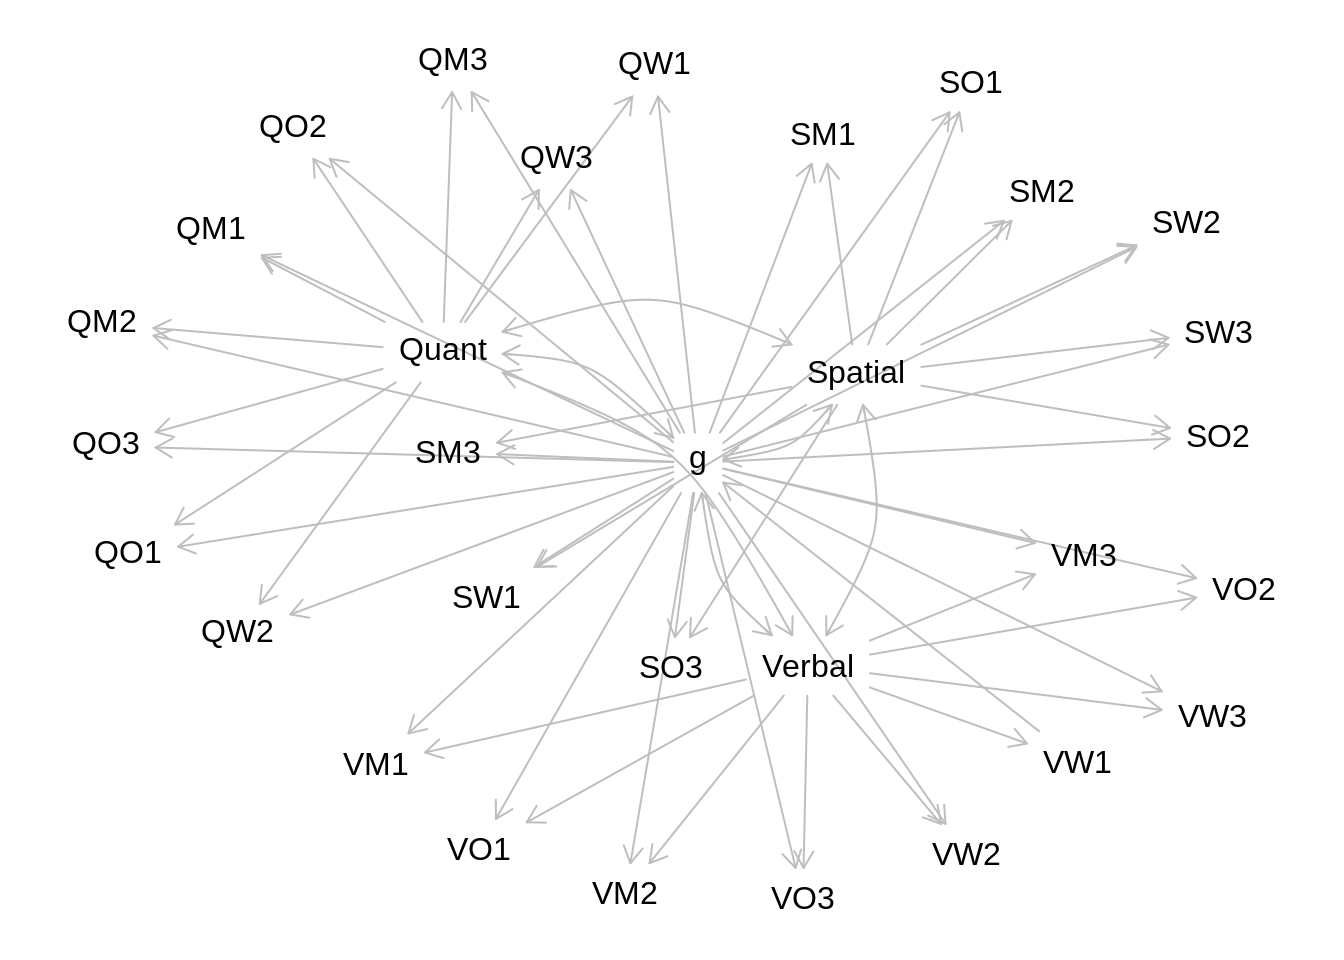 QM3
QW1
SO1
QO2
SM1
QW3
SM2
SW2
QM1
QM2
SW3
Quant
Spatial
SO2
QO3
SM3
g
QO1
VM3
VO2
SW1
QW2
SO3
Verbal
VW3
VM1
VW1
VO1
VW2
VM2
VO3